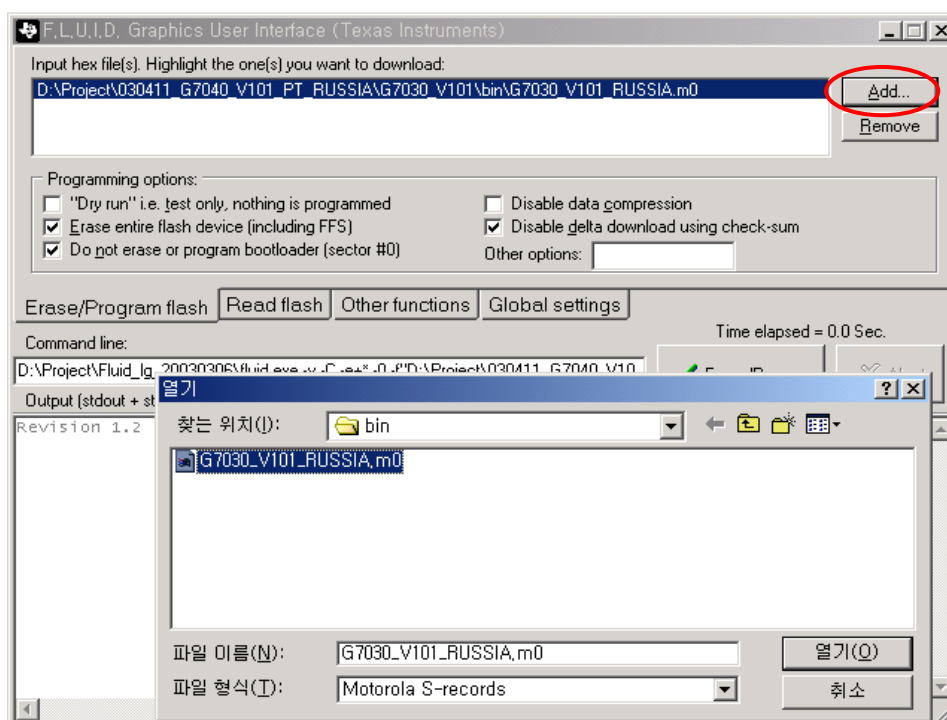 F,L,U,I,D, Graphics User Interface (Texas Instruments)
Input hex file(s). Highlight the one(s) you want to download:
D:\Project\030411_G7040_V101_PT_RUSSIA\G7030_V101\bin\G7030_V101_RUSSIA.m0
Add...
Remove
Programming options:
"Dry run" i.e. test only, nothing is programmed
Disable data compression
Erase entire flash device (including FFS)
Disable delta download using check-sum
Do not erase or program bootloader (sector #0)
Other options:
Erase/Program flash
Read flash
Other functions
Global settings
Time elapsed = 0.0 Sec.
Command line:
D:\Project\Fluid_lg_20030306\fluid.exe
Output (stdout + st
Revision 1.2
열기
찾는 위치(I):
bin
G7030_V101_RUSSIA,m0
파일 이름(N):
G7030_V101_RUSSIA,m0
열기(O)
파일 형식(T):
Motorola S-records
취소